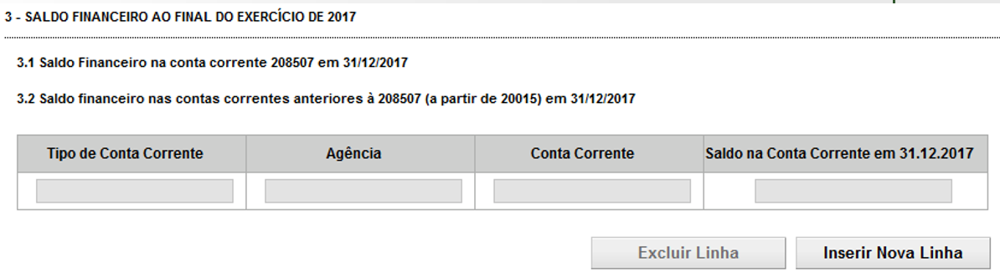 3 - SALDO FINANCEIRO AO FINAL DO EXERCÍCIO DE 2017
3.1 Saldo Financeiro na conta corrente 208507 em 31/12/2017
3.2 Saldo financeiro nas contas correntes anteriores à 208507 (a partir de 20015) em 31/12/2017
Tipo de Conta Corrente Agência Conta Corrente Saldo na Conta Corrente em 31.12.2017
Excluir Linha Inserir Nova Linha